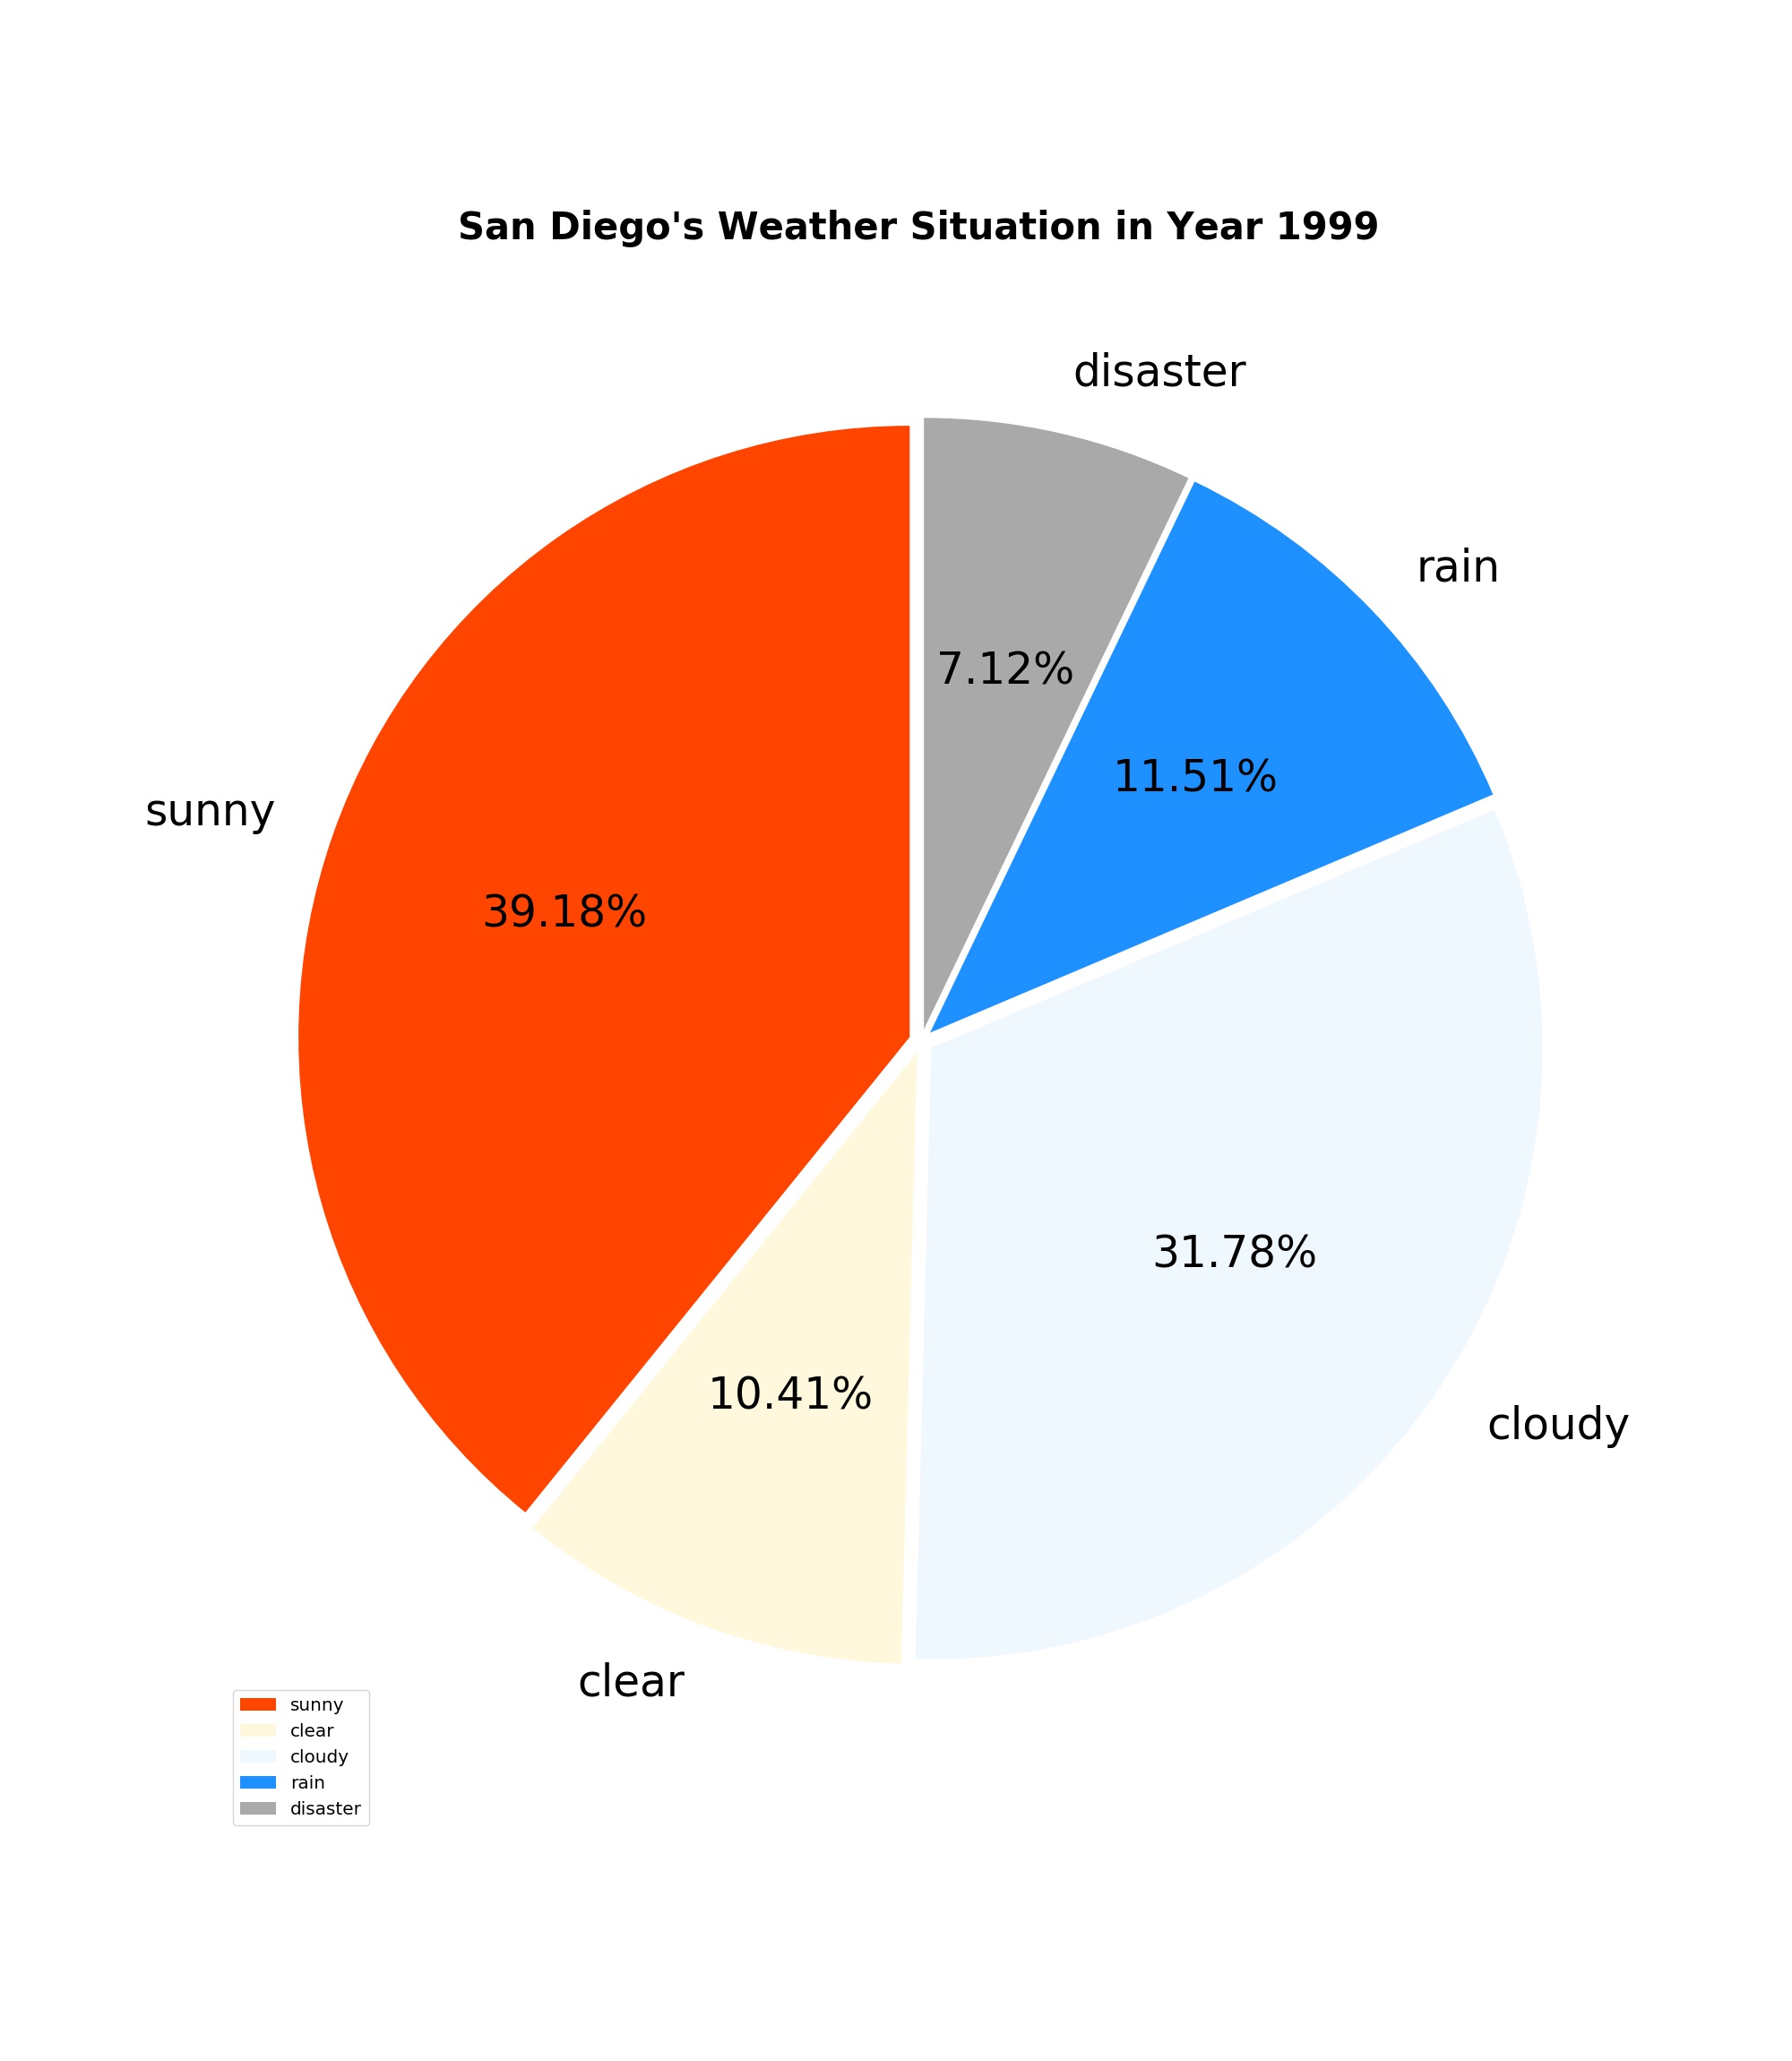 San Diego's Weather Situation in Year 1999
disaster
rain
7.12%
11.51%
sunny
39.18%
31.78%
10.41%
cloudy
clear
sunny
clear
cloudy
rain
disaster